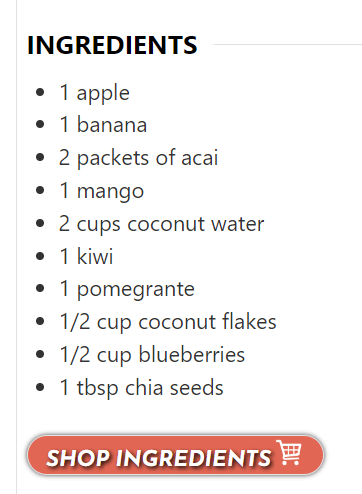 INGREDIENTS
1 apple
1 banana
2 packets of acai
1 mango
2 cups coconut water
1 kiwi
1 pomegrante
1/2 cup coconut flakes
1/2 cup blueberries
1 tbsp chia seeds
SHOP INGREDIENTS